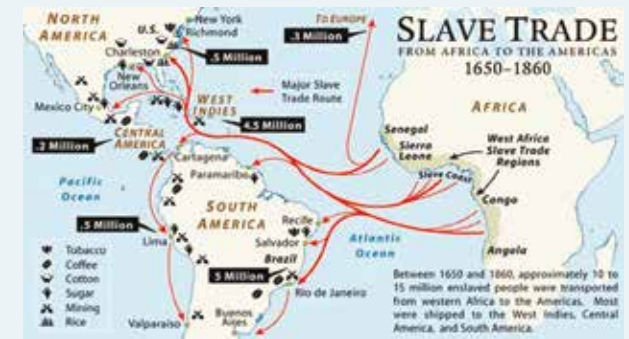 SLAVE TRADE
FROM AFRICA TO THE AMERICAS
1650–1860
NORTH
AMERICA
U.S.
New York
Richmond
Charleston
New
Orleans
.5 Million
TO EUROPE
.3 Million
Major Slave
Trade Route
Mexico City
WEST
INDIES
4.5 Million
.2 Million
CENTRAL
AMERICA
Cartagena
Paramaribo
Pacific
Ocean
SOUTH
AMERICA
.5 Million
Lima
Recife
Salvador
Brazil
5 Million
Rio de Janeiro
Valparaiso
Buenos
Aires
Atlantic
Ocean
AFRICA
Senegal
Sierra
Leone
West Africa
Slave Trade
Regions
Slave Coast
Congo
Angola
Tobacco
Coffee
Cotton
Sugar
Mining
Rice
Between 1650 and 1860, approximately 10 to
15 million enslaved people were transported
from western Africa to the Americas. Most
were shipped to the West Indies, Central
America, and South America.